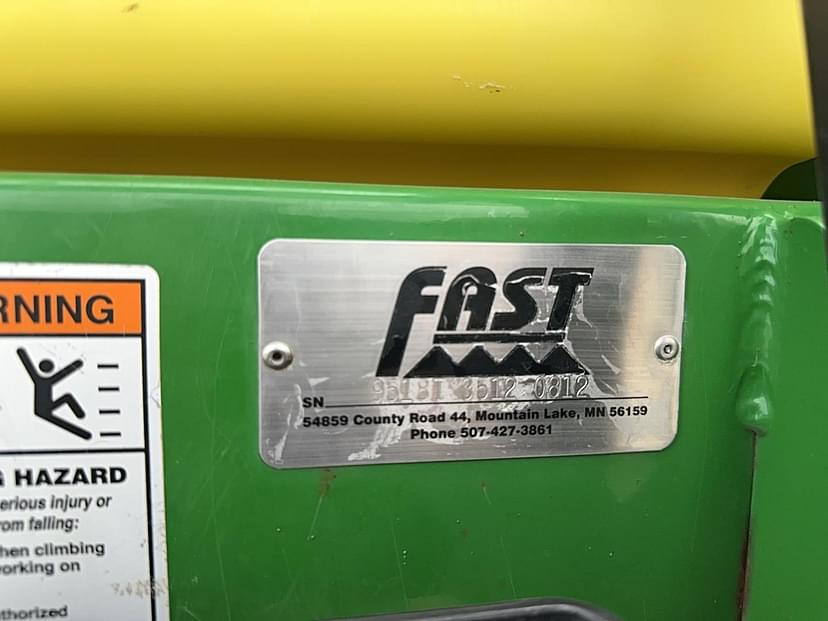 RNING
G HAZARD
erious injury or
rom falling:
hen climbing
orking on
thorized
FAST
SN 9518T 3512 0812
54859 County Road 44, Mountain Lake, MN 56159
Phone 507-427-3861